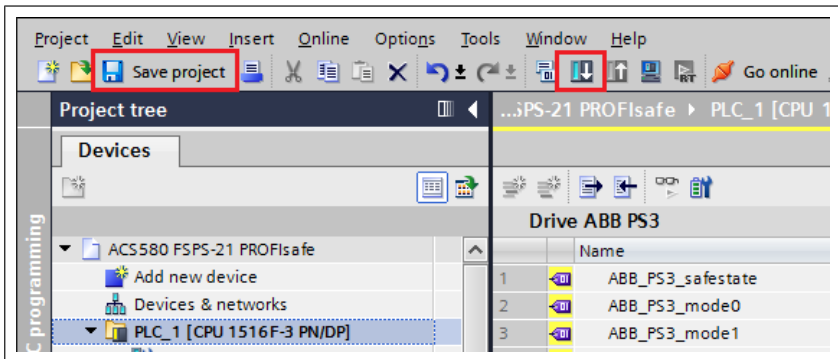 Project Edit View Insert Online Options Tools Window Help
Save project Go online
Project tree
...SPS-21 PROFIsafe PLC_1 [CPU 1
Devices
Drive ABB PS3
Name
ACS580 FSPS-21 PROFIsafe
1 ABB_PS3_safestate
Add new device
2 ABB_PS3_mode0
Devices & networks
3 ABB_PS3_mode1
PLC_1 [CPU 1516F-3 PN/DP]
C programming